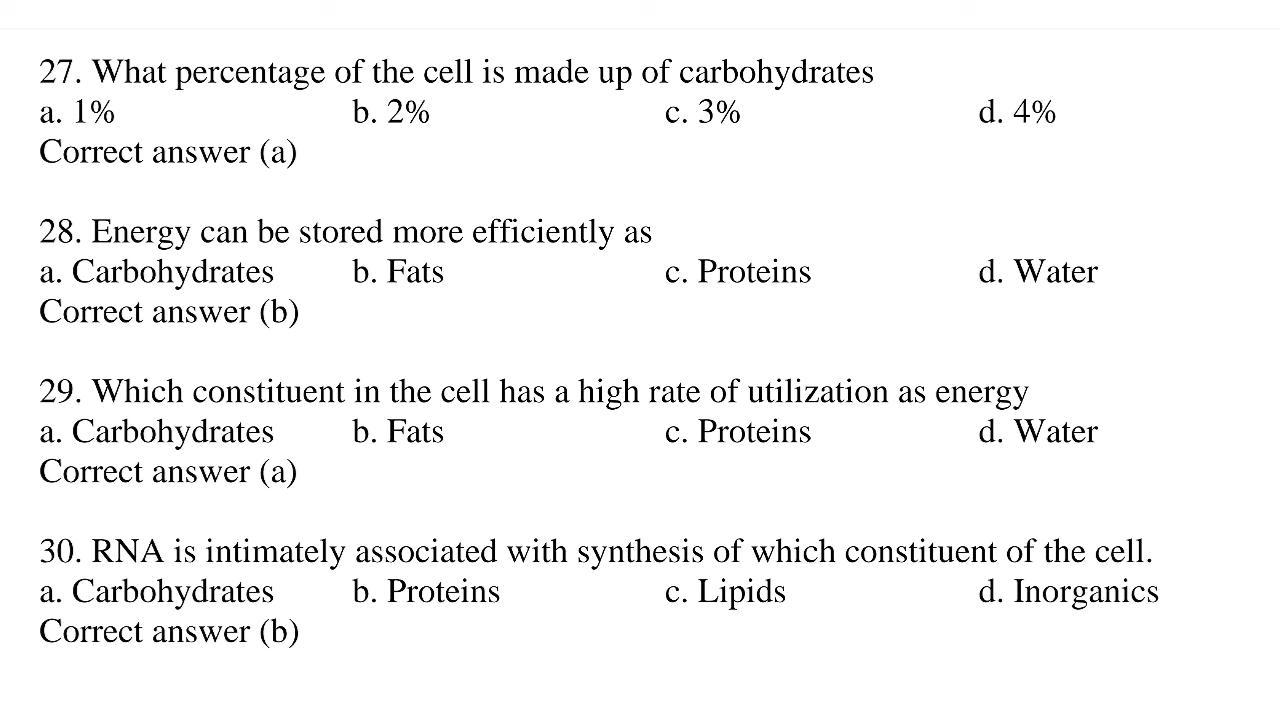 27. What percentage of the cell is made up of carbohydrates
a. 1% b. 2% c. 3% d. 4%
Correct answer (a)
28. Energy can be stored more efficiently as
a. Carbohydrates b. Fats c. Proteins d. Water
Correct answer (b)
29. Which constituent in the cell has a high rate of utilization as energy
a. Carbohydrates b. Fats c. Proteins d. Water
Correct answer (a)
30. RNA is intimately associated with synthesis of which constituent of the cell.
a. Carbohydrates b. Proteins c. Lipids d. Inorganics
Correct answer (b)